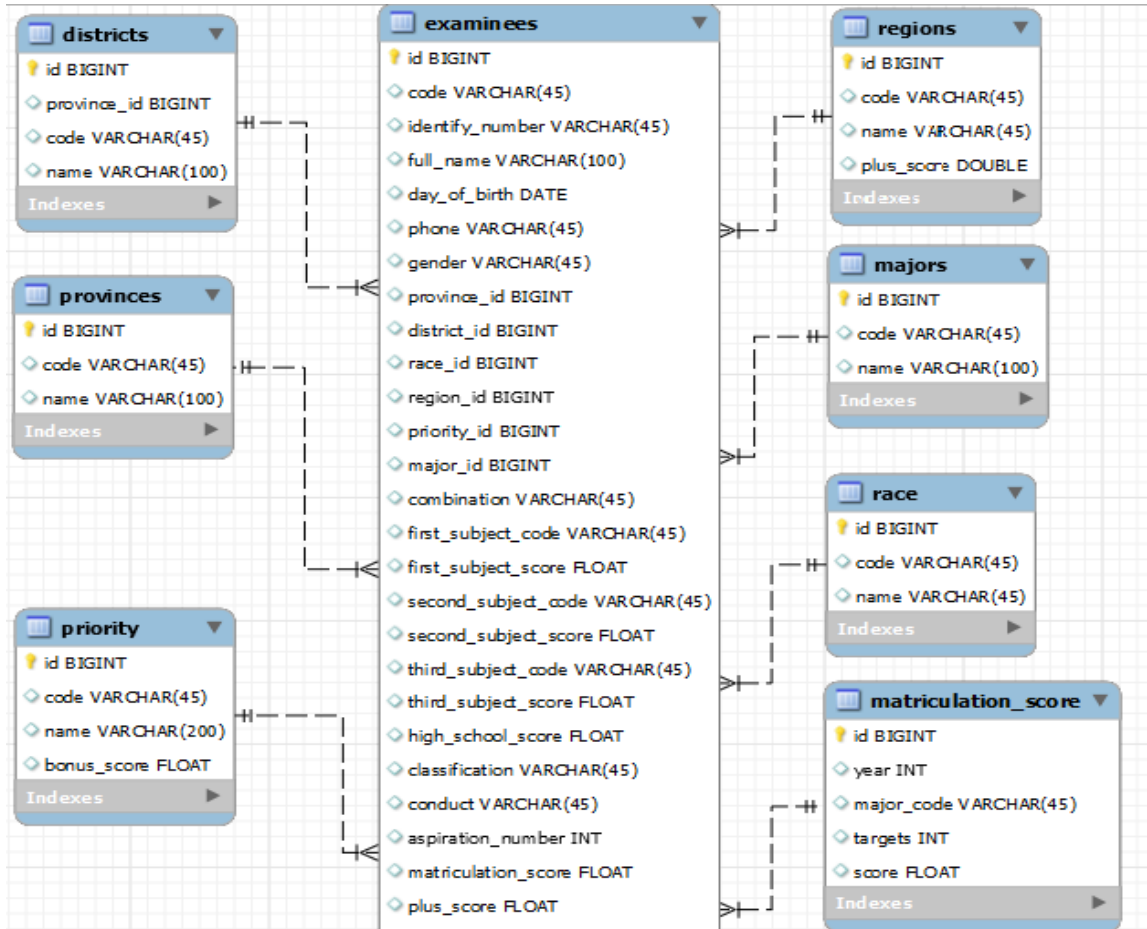 districts
id BIGINT
province_id BIGINT
code VARCHAR(45)
name VARCHAR(100)
Indexes
provinces
id BIGINT
code VARCHAR(45)
name VARCHAR(100)
Indexes
priority
id BIGINT
code VARCHAR(45)
name VARCHAR(200)
bonus_score FLOAT
Indexes
examinees
id BIGINT
code VARCHAR(45)
identify_number VARCHAR(45)
full_name VARCHAR(100)
day_of_birth DATE
phone VARCHAR(45)
gender VARCHAR(45)
province_id BIGINT
district_id BIGINT
race_id BIGINT
region_id BIGINT
priority_id BIGINT
major_id BIGINT
combination VARCHAR(45)
first_subject_code VARCHAR(45)
first_subject_score FLOAT
second_subject_code VARCHAR(45)
second_subject_score FLOAT
third_subject_code VARCHAR(45)
third_subject_score FLOAT
high_school_score FLOAT
classification VARCHAR(45)
conduct VARCHAR(45)
aspiration_number INT
matriculation_score FLOAT
plus_score FLOAT
regions
id BIGINT
code VARCHAR(45)
name VARCHAR(45)
plus_score DOUBLE
Indexes
majors
id BIGINT
code VARCHAR(45)
name VARCHAR(100)
Indexes
race
id BIGINT
code VARCHAR(45)
name VARCHAR(45)
Indexes
matriculation_score
id BIGINT
year INT
major_code VARCHAR(45)
targets INT
score FLOAT
Indexes